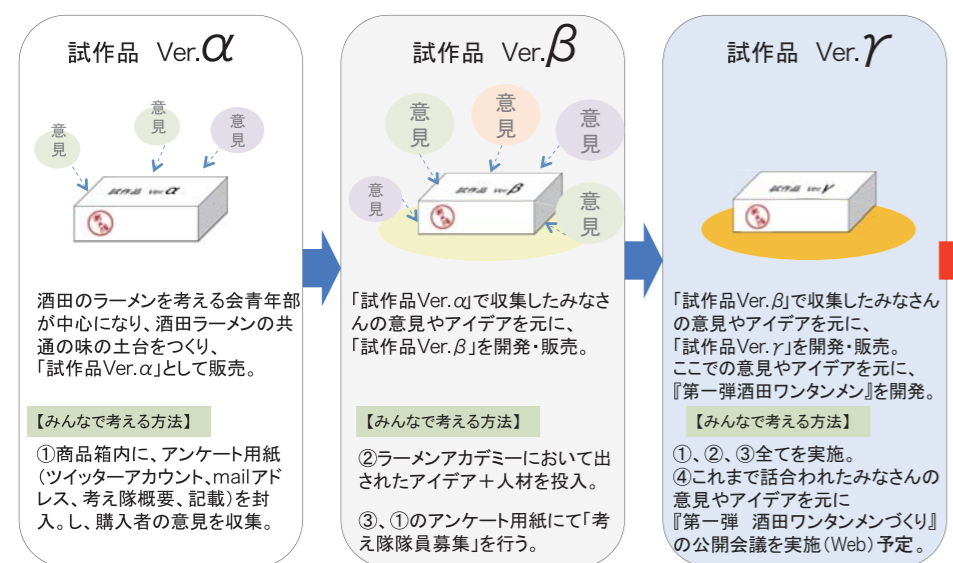 試作品 Ver.α
意見
意見
意見
試作品 ver.α
酒田のラーメンを考える会青年部
が中心になり、酒田ラーメンの共
通の味の土台をつくり、
「試作品Ver.α」として販売。
【みんなで考える方法】
①商品箱内に、アンケート用紙
(ツイッターアカウント、mailアド
レス、考え隊概要、記載)を封
入。し、購入者の意見を収集。
試作品 Ver.β
意見
意見
意見
意見
意見
試作品 ver.β
「試作品Ver.α」で収集したみなさ
んの意見やアイデアを元に、
「試作品Ver.β」を開発・販売。
【みんなで考える方法】
②ラーメンアカデミーにおいて出
されたアイデア＋人材を投入。
③、①のアンケート用紙にて「考
え隊隊員募集」を行う。
試作品 Ver.γ
試作品 ver.γ
「試作品Ver.β」で収集したみなさん
の意見やアイデアを元に、
「試作品Ver.γ」を開発・販売。
ここでの意見やアイデアを元に、
『第一弾酒田ワンタンメン』を開発。
【みんなで考える方法】
①、②、③全てを実施。
④これまで話合われたみなさんの
意見やアイデアを元に
『第一弾 酒田ワンタンメンづくり』
の公開会議を実施(Web)予定。